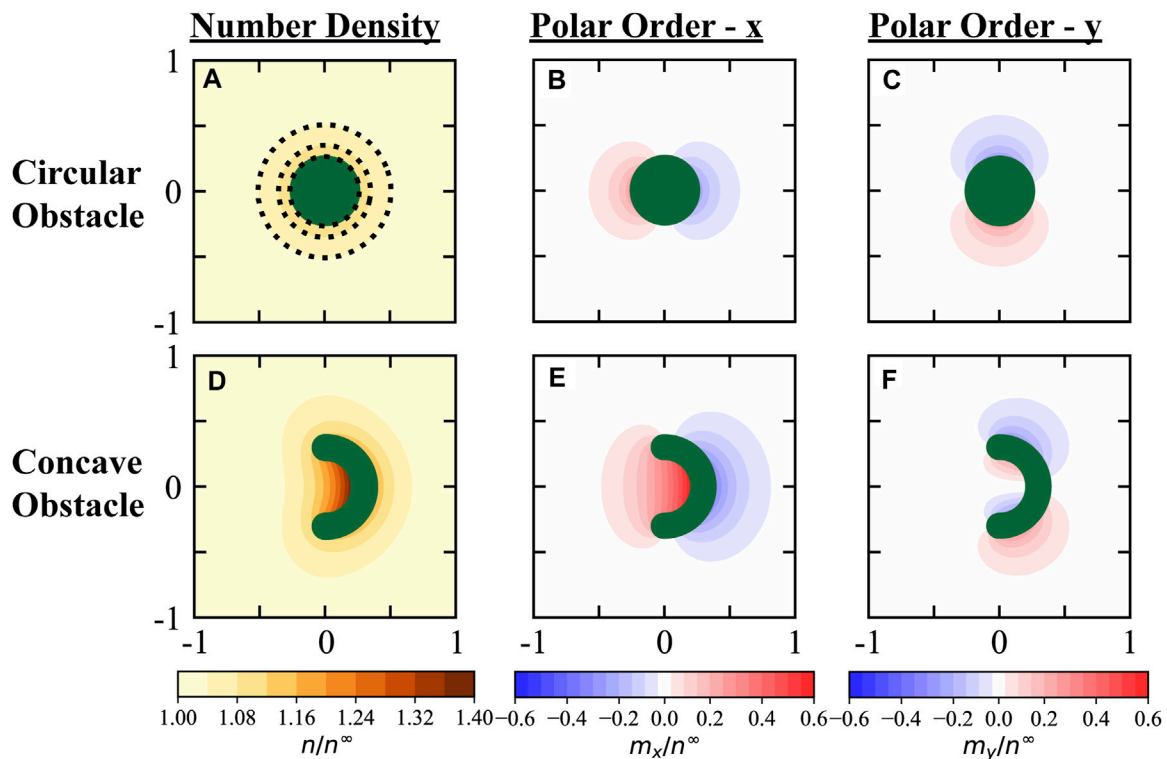 Number Density Polar Order - x Polar Order - y
1 A B C
Circular
Obstacle
0
-1
1 D E F
Concave
Obstacle
0
-1
-1 0 1 -1 0 1 -1 0 1
1.00 1.08 1.16 1.24 1.32 1.40 −0.6 −0.4 −0.2 0.0 0.2 0.4 0.6 −0.6 −0.4 −0.2 0.0 0.2 0.4 0.6
n/n∞ mx/n∞ my/n∞